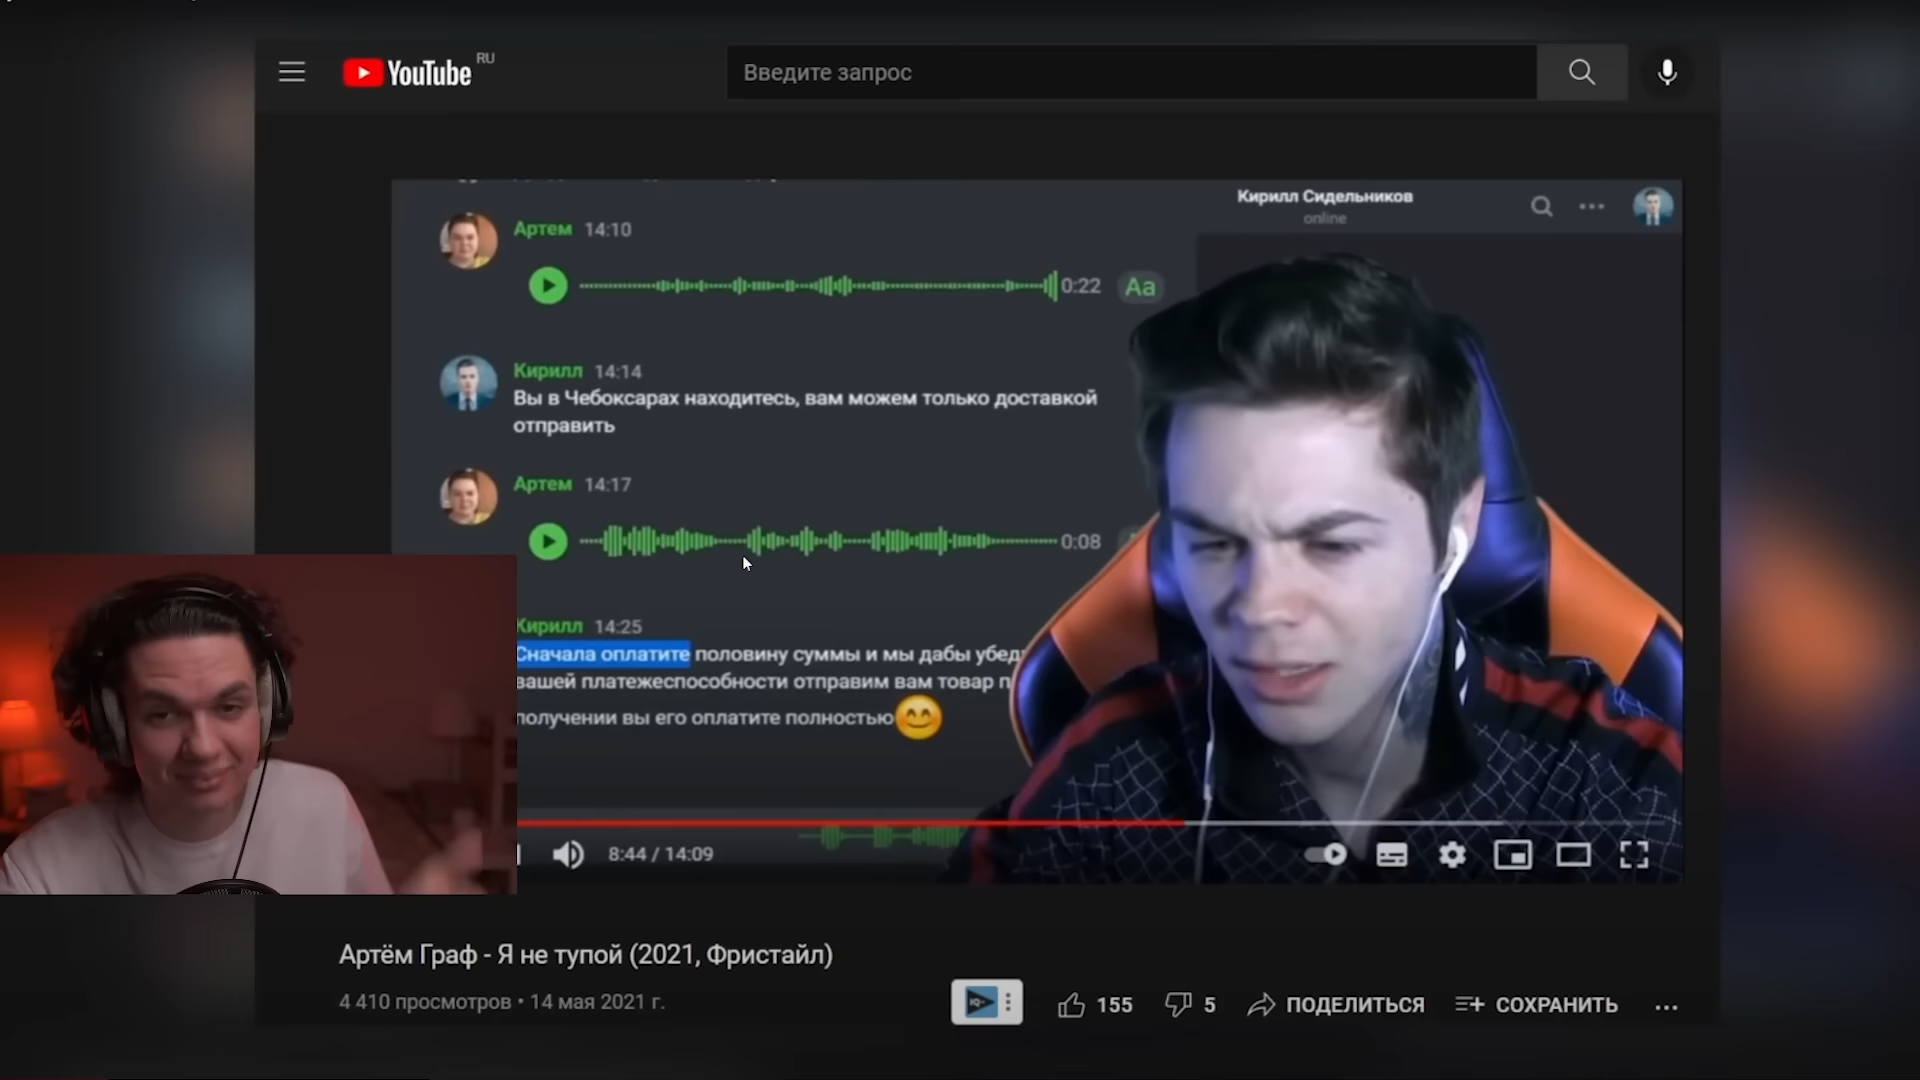 YouTube RU
Введите запрос
Кирилл Сидельников
online
Артем 14:10
0:22 Aa
Кирилл 14:14
Вы в Чебоксарах находитесь, вам можем только доставкой
отправить
Артем 14:17
0:08
Кирилл 14:25
Сначала оплатите половину суммы и мы дабы
вашей платежеспособности отправим вам товар
получении вы его оплатите полностью
8:44 / 14:09
Артём Граф - Я не тупой (2021, Фристайл)
4 410 просмотров • 14 мая 2021 г.
155
5
ПОДЕЛИТЬСЯ
СОХРАНИТЬ